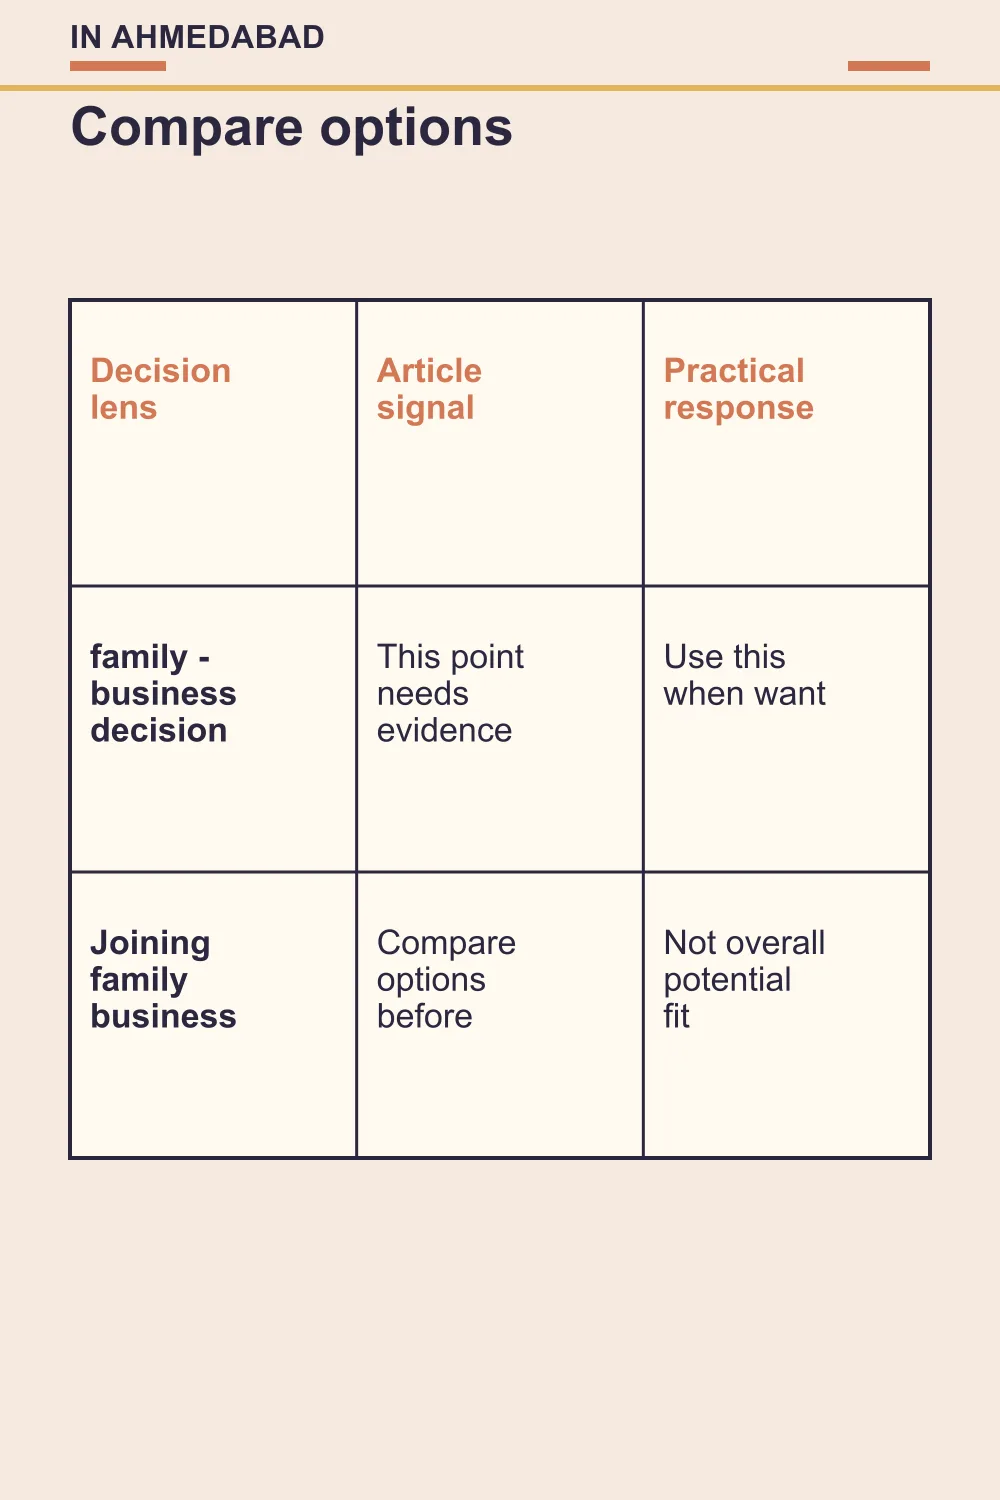 IN AHMEDABAD
Compare options
Decision
lens
Article
signal
Practical
response
family -
business
decision
This point
needs
evidence
Use this
when want
Joining
family
business
Compare
options
before
Not overall
potential
fit